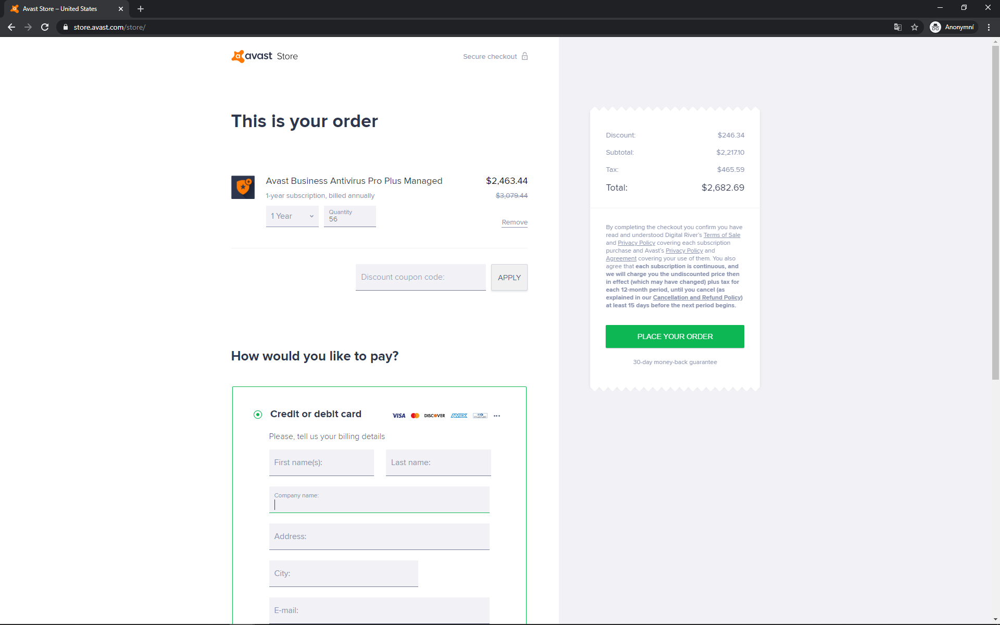 Avast Store – United States
store.avast.com/store/
Anonymní
avast Store
Secure checkout
This is your order
Avast Business Antivirus Pro Plus Managed
$2,463.44
1-year subscription, billed annually
$3,079.44
1 Year
Quantity
56
Remove
Discount coupon code:
APPLY
How would you like to pay?
Credit or debit card
VISA
DISCOVER
AMEX
Please, tell us your billing details
First name(s):
Last name:
Company name:
Address:
City:
E-mail:
Discount: $246.34
Subtotal: $2,217.10
Tax: $465.59
Total: $2,682.69
By completing the checkout you confirm you have
read and understood Digital River's Terms of Sale
and Privacy Policy covering each subscription
purchase and Avast's Privacy Policy and
Agreement covering your use of them. You also
agree that each subscription is continuous, and
we will charge you the undiscounted price then
in effect (which may have changed) plus tax for
each 12-month period, until you cancel (as
explained in our Cancellation and Refund Policy)
at least 15 days before the next period begins.
PLACE YOUR ORDER
30-day money-back guarantee